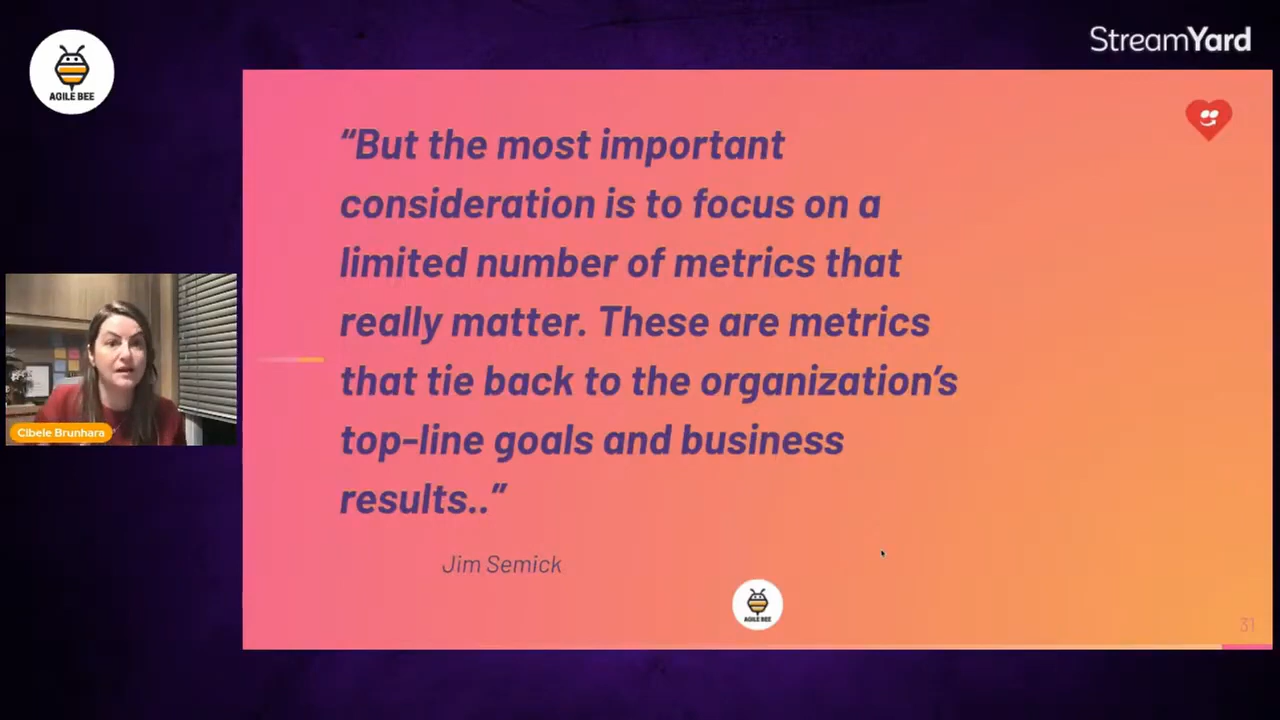 AGILE BEE
StreamYard
“But the most important
consideration is to focus on a
limited number of metrics that
really matter. These are metrics
that tie back to the organization’s
top-line goals and business
results..”
Jim Semick
Cibele Brunhara
AGILE BEE
31